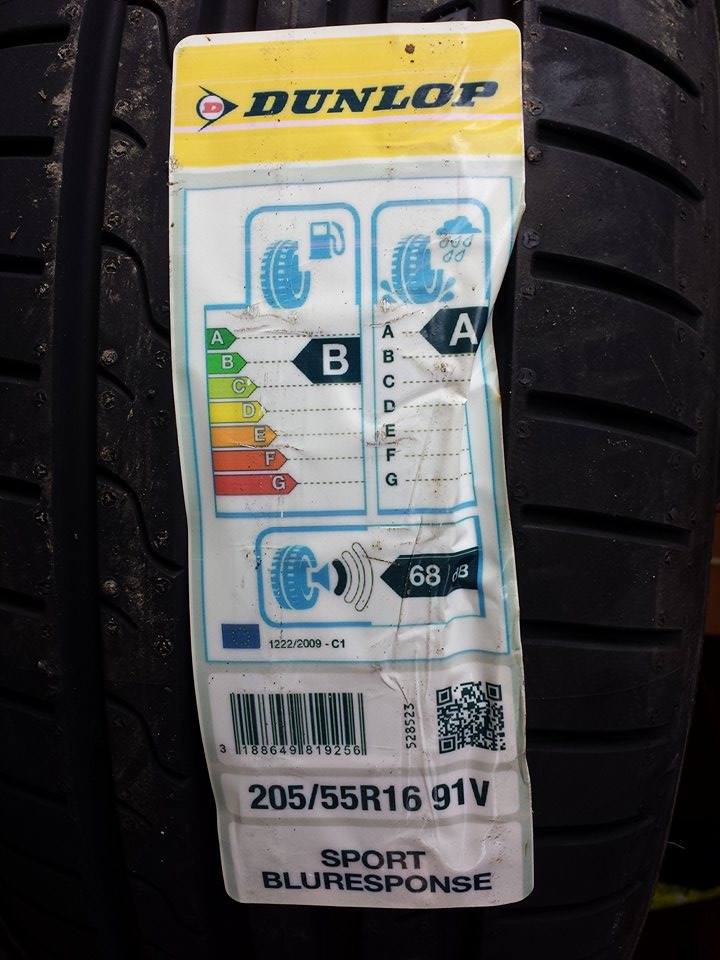 D DUNLOP
A
B
C
D
E
F
G
B
A
B
C
D
E
F
G
A
68 dB
1222/2009 - C1
3 188649 819256
528523
205/55R16 91V
SPORT
BLURESPONSE